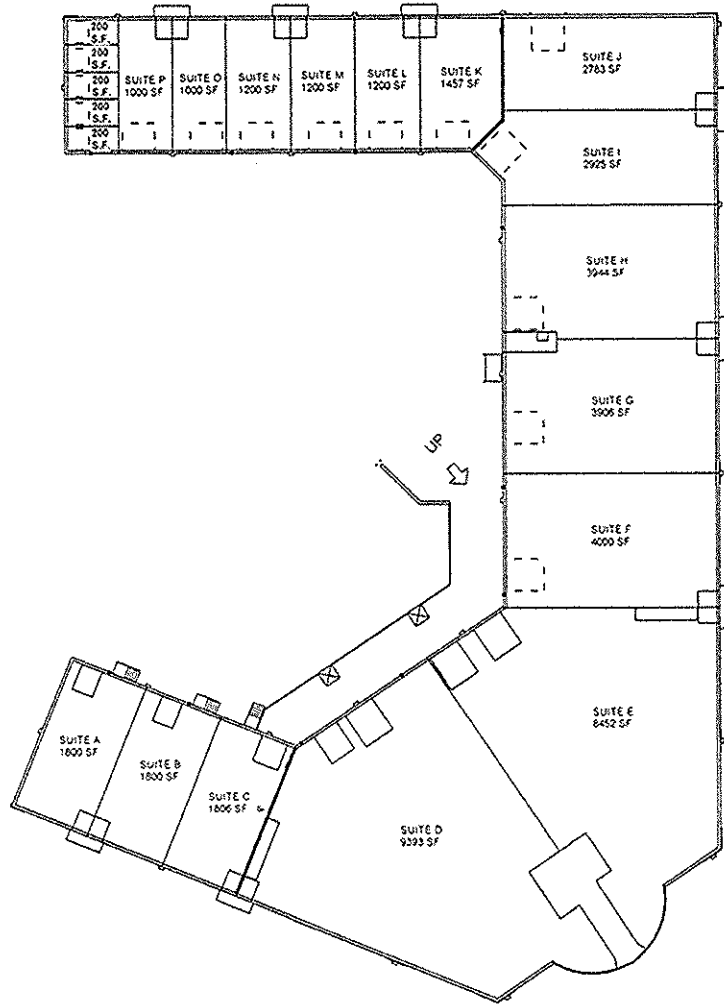 200
S.F.
200
S.F.
200
S.F.
200
S.F.
200
S.F.
SUITE P
1000 SF
SUITE O
1000 SF
SUITE N
1200 SF
SUITE M
1200 SF
SUITE L
1200 SF
SUITE K
1457 SF
SUITE J
2783 SF
SUITE I
2925 SF
SUITE H
3944 SF
SUITE G
3906 SF
UP
SUITE F
4000 SF
SUITE E
8452 SF
SUITE A
1800 SF
SUITE B
1800 SF
SUITE C
1806 SF
SUITE D
9393 SF